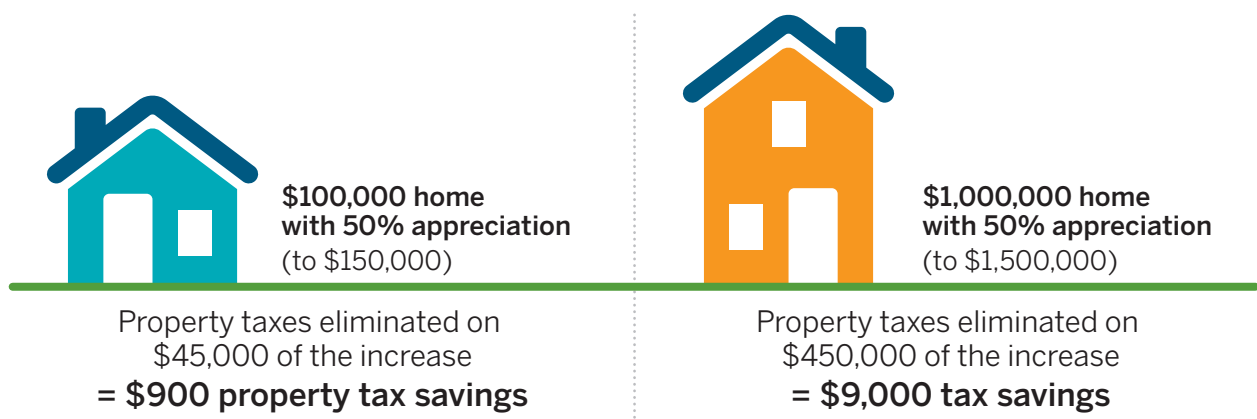 $100,000 home
with 50% appreciation
(to $150,000)
Property taxes eliminated on
$45,000 of the increase
= $900 property tax savings
$1,000,000 home
with 50% appreciation
(to $1,500,000)
Property taxes eliminated on
$450,000 of the increase
= $9,000 tax savings